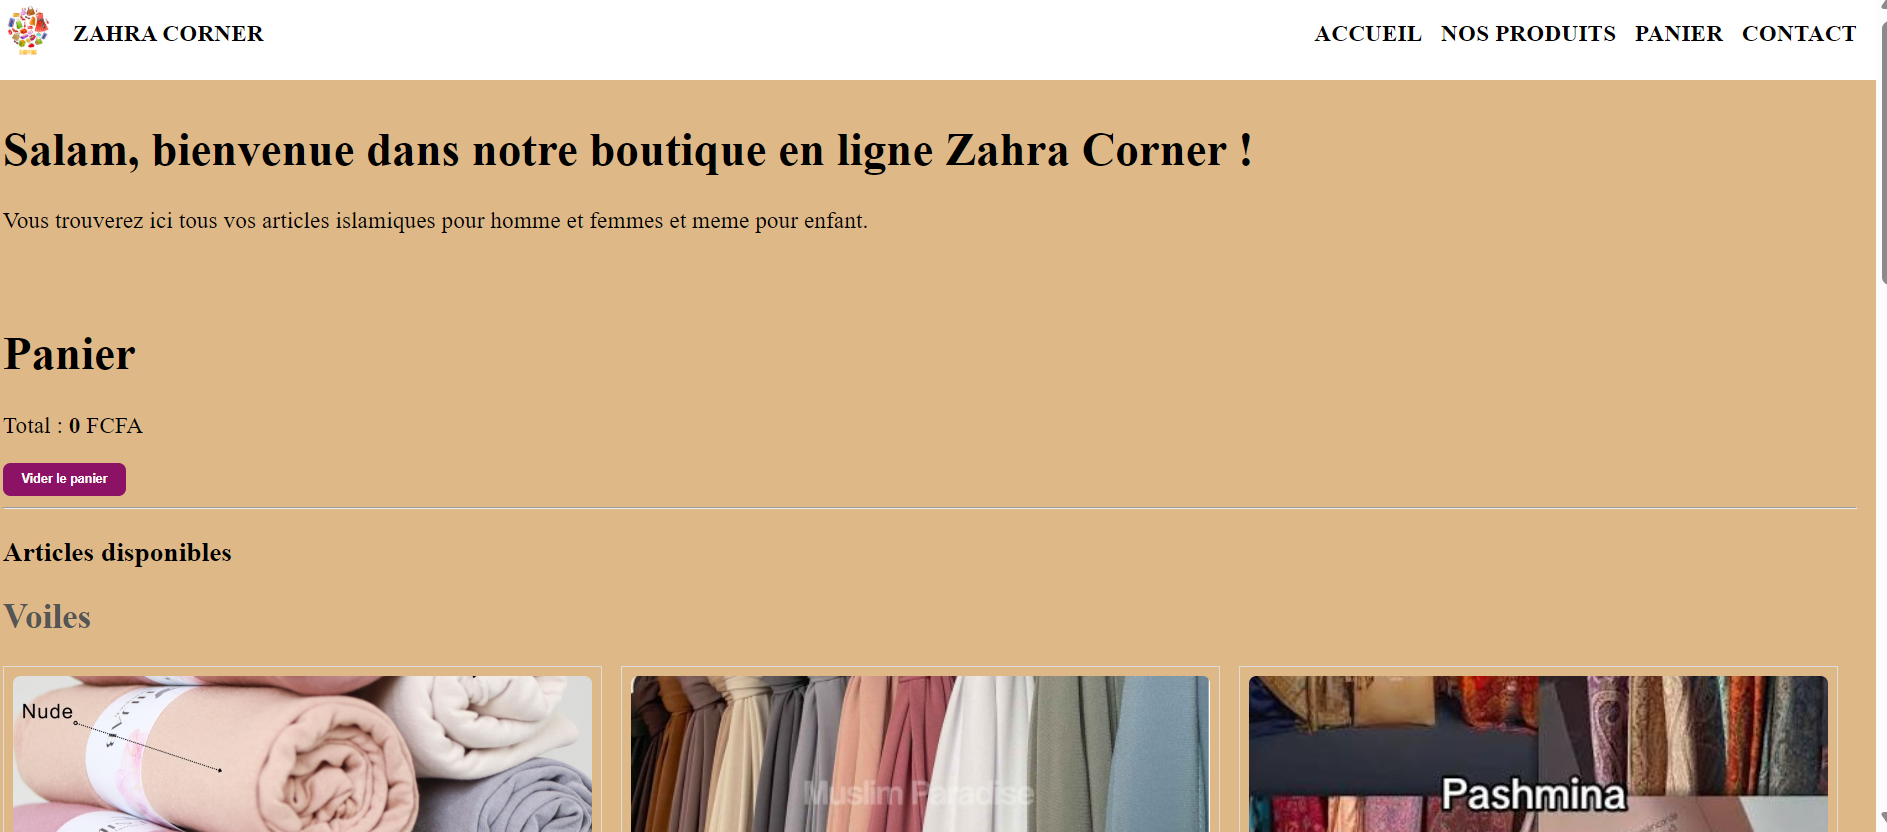 ZAHRA CORNER
ACCUEIL NOS PRODUITS PANIER CONTACT
Salam, bienvenue dans notre boutique en ligne Zahra Corner !
Vous trouverez ici tous vos articles islamiques pour homme et femmes et meme pour enfant.
Panier
Total : 0 FCFA
Vider le panier
Articles disponibles
Voiles
Nude
Muslim Paradise
Pashmina